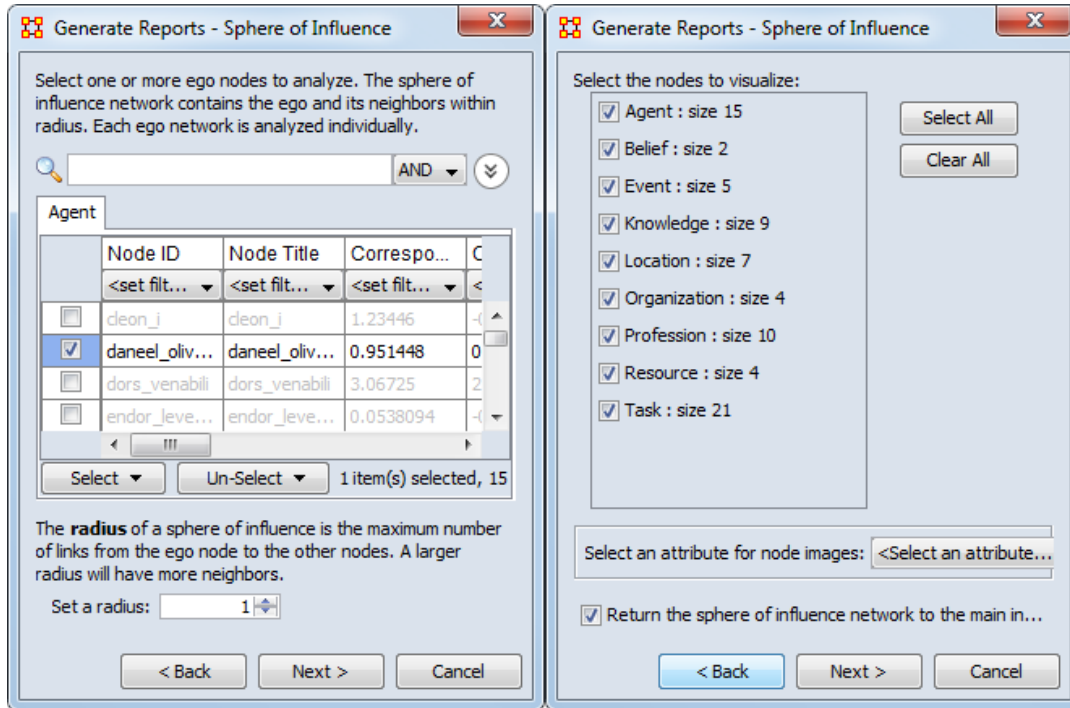 Generate Reports - Sphere of Influence
Select one or more ego nodes to analyze. The sphere of
influence network contains the ego and its neighbors within
radius. Each ego network is analyzed individually.
AND
Agent
Node ID Node Title Correspo... C
<set filt... <set filt... <set filt... <
cleon_i cleon_i 1.23446 -0
daneel_oliv... daneel_oliv... 0.951448 0
dors_venabili dors_venabili 3.06725 2
endor_leve... endor_leve... 0.0538094 -0
Select Un-Select 1 item(s) selected, 15
The radius of a sphere of influence is the maximum number
of links from the ego node to the other nodes. A larger
radius will have more neighbors.
Set a radius: 1
< Back Next > Cancel
Generate Reports - Sphere of Influence
Select the nodes to visualize:
Agent : size 15
Belief : size 2
Event : size 5
Knowledge : size 9
Location : size 7
Organization : size 4
Profession : size 10
Resource : size 4
Task : size 21
Select All
Clear All
Select an attribute for node images: <Select an attribute...
Return the sphere of influence network to the main in...
< Back Next > Cancel